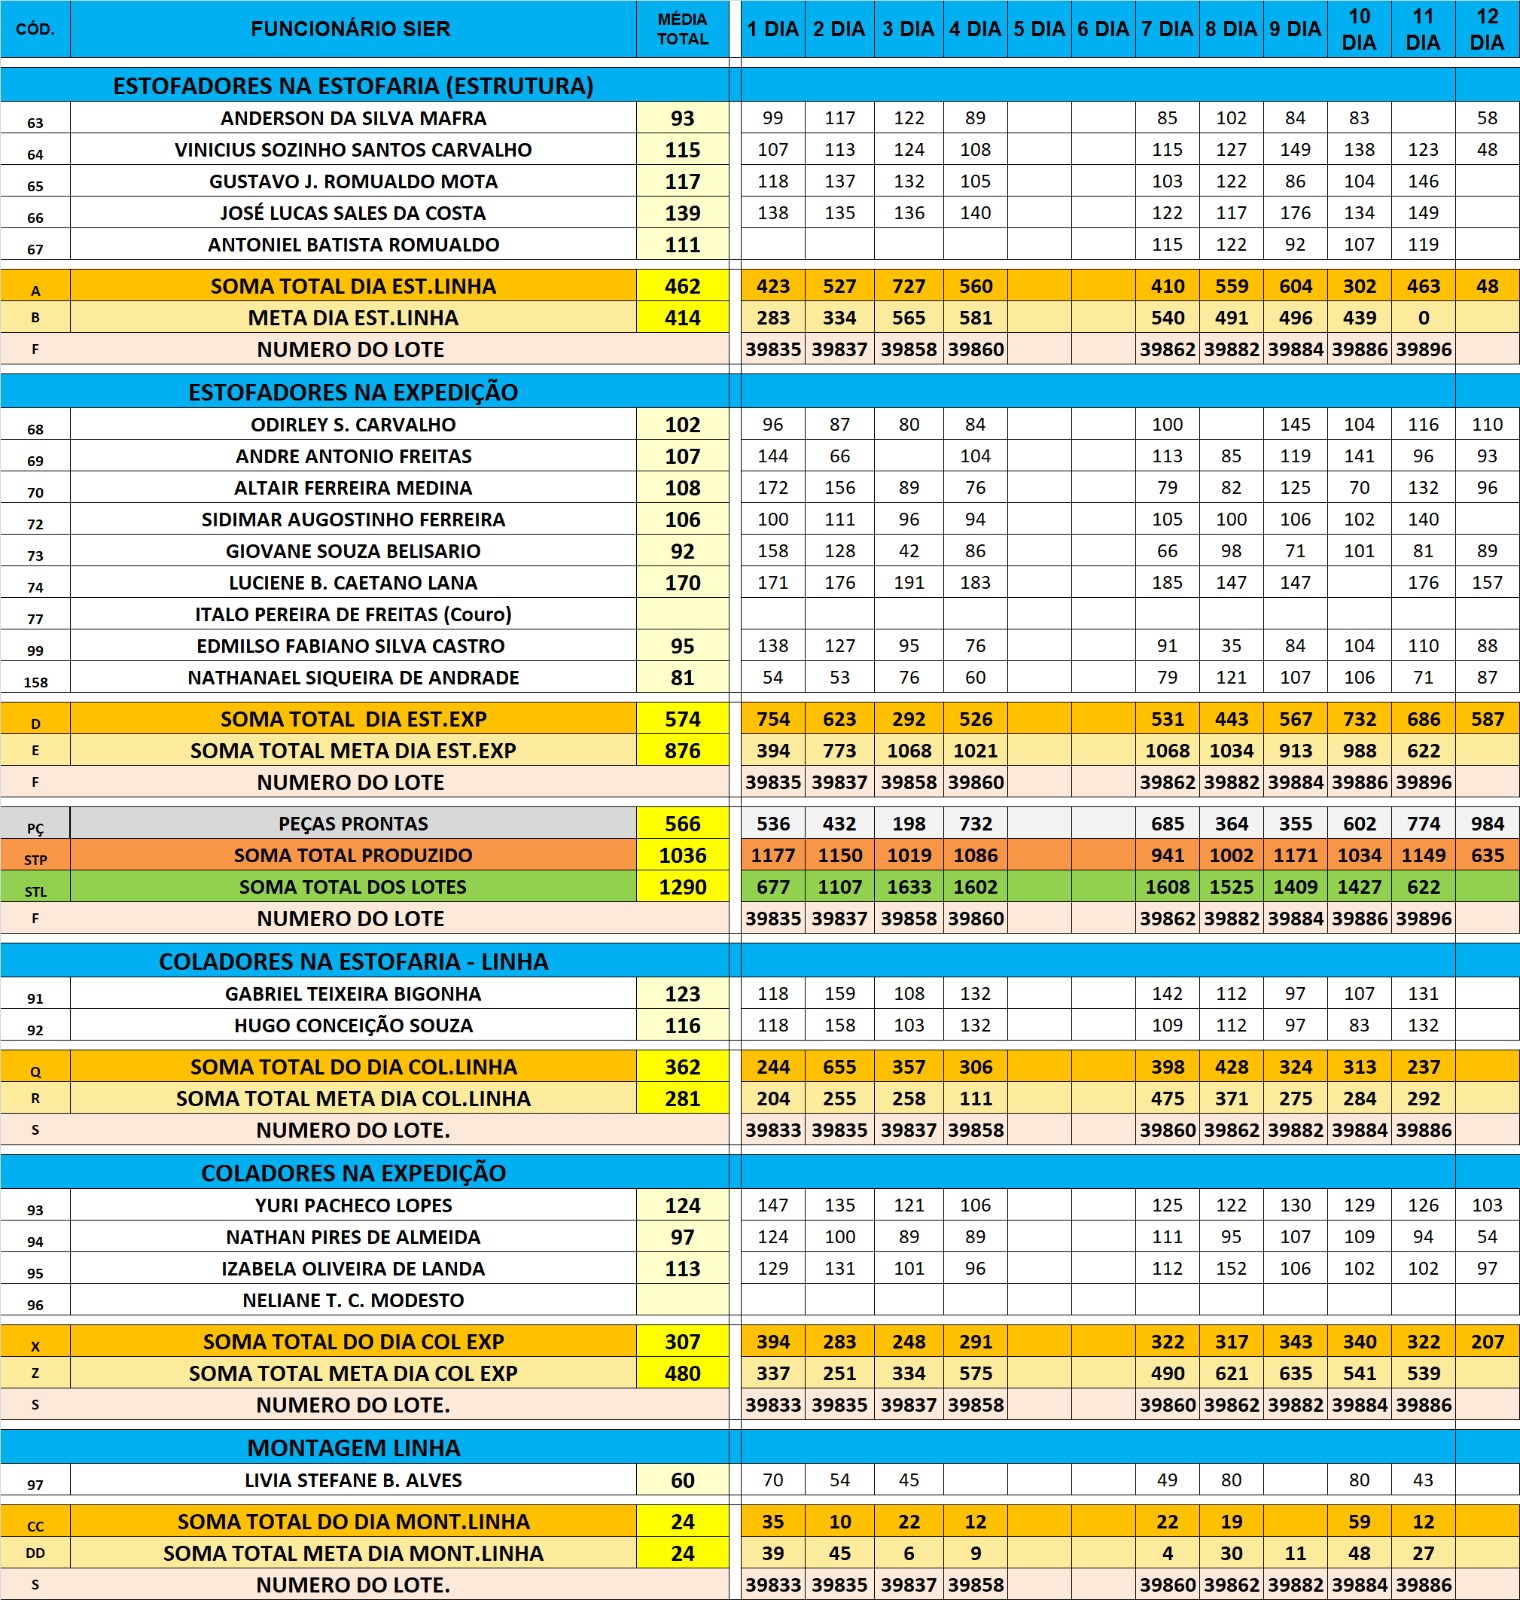 CÓD. FUNCIONÁRIO SIER MÉDIA TOTAL 1 DIA 2 DIA 3 DIA 4 DIA 5 DIA 6 DIA 7 DIA 8 DIA 9 DIA 10 DIA 11 DIA 12 DIA
ESTOFADORES NA ESTOFARIA (ESTRUTURA)
63 ANDERSON DA SILVA MAFRA 93 99 117 122 89 85 102 84 83 58
64 VINICIUS SOZINHO SANTOS CARVALHO 115 107 113 124 108 115 127 149 138 123 48
65 GUSTAVO J. ROMUALDO MOTA 117 118 137 132 105 103 122 86 104 146
66 JOSÉ LUCAS SALES DA COSTA 139 138 135 136 140 122 117 176 134 149
67 ANTONIEL BATISTA ROMUALDO 111 115 122 92 107 119
A SOMA TOTAL DIA EST.LINHA 462 423 527 727 560 410 559 604 302 463 48
B META DIA EST.LINHA 414 283 334 565 581 540 491 496 439 0
F NUMERO DO LOTE 39835 39837 39858 39860 39862 39882 39884 39886 39896
ESTOFADORES NA EXPEDIÇÃO
68 ODIRLEY S. CARVALHO 102 96 87 80 84 100 145 104 116 110
69 ANDRE ANTONIO FREITAS 107 144 66 104 113 85 119 141 96 93
70 ALTAIR FERREIRA MEDINA 108 172 156 89 76 79 82 125 70 132 96
72 SIDIMAR AUGOSTINHO FERREIRA 106 100 111 96 94 105 100 106 102 140
73 GIOVANE SOUZA BELISARIO 92 158 128 42 86 66 98 71 101 81 89
74 LUCIENE B. CAETANO LANA 170 171 176 191 183 185 147 147 176 157
77 ITALO PEREIRA DE FREITAS (Couro)
99 EDMILSO FABIANO SILVA CASTRO 95 138 127 95 76 91 35 84 104 110 88
158 NATHANAEL SIQUEIRA DE ANDRADE 81 54 53 76 60 79 121 107 106 71 87
D SOMA TOTAL DIA EST.EXP 574 754 623 292 526 531 443 567 732 686 587
E SOMA TOTAL META DIA EST.EXP 876 394 773 1068 1021 1068 1034 913 988 622
F NUMERO DO LOTE 39835 39837 39858 39860 39862 39882 39884 39886 39896
PÇ PEÇAS PRONTAS 566 536 432 198 732 685 364 355 602 774 984
STP SOMA TOTAL PRODUZIDO 1036 1177 1150 1019 1086 941 1002 1171 1034 1149 635
STL SOMA TOTAL DOS LOTES 1290 677 1107 1633 1602 1608 1525 1409 1427 622
F NUMERO DO LOTE 39835 39837 39858 39860 39862 39882 39884 39886 39896
COLADORES NA ESTOFARIA - LINHA
91 GABRIEL TEIXEIRA BIGONHA 123 118 159 108 132 142 112 97 107 131
92 HUGO CONCEIÇÃO SOUZA 116 118 158 103 132 109 112 97 83 132
Q SOMA TOTAL DO DIA COL.LINHA 362 244 655 357 306 398 428 324 313 237
R SOMA TOTAL META DIA COL.LINHA 281 204 255 258 111 475 371 275 284 292
S NUMERO DO LOTE. 39833 39835 39837 39858 39860 39862 39882 39884 39886
COLADORES NA EXPEDIÇÃO
93 YURI PACHECO LOPES 124 147 135 121 106 125 122 130 129 126 103
94 NATHAN PIRES DE ALMEIDA 97 124 100 89 89 111 95 107 109 94 54
95 IZABELA OLIVEIRA DE LANDA 113 129 131 101 96 112 152 106 102 102 97
96 NELIANE T. C. MODESTO
X SOMA TOTAL DO DIA COL EXP 307 394 283 248 291 322 317 343 340 322 207
Z SOMA TOTAL META DIA COL EXP 480 337 251 334 575 490 621 635 541 539
S NUMERO DO LOTE. 39833 39835 39837 39858 39860 39862 39882 39884 39886
MONTAGEM LINHA
97 LIVIA STEFANE B. ALVES 60 70 54 45 49 80 80 43
CC SOMA TOTAL DO DIA MONT.LINHA 24 35 10 22 12 22 19 59 12
DD SOMA TOTAL META DIA MONT.LINHA 24 39 45 6 9 4 30 11 48 27
S NUMERO DO LOTE. 39833 39835 39837 39858 39860 39862 39882 39884 39886